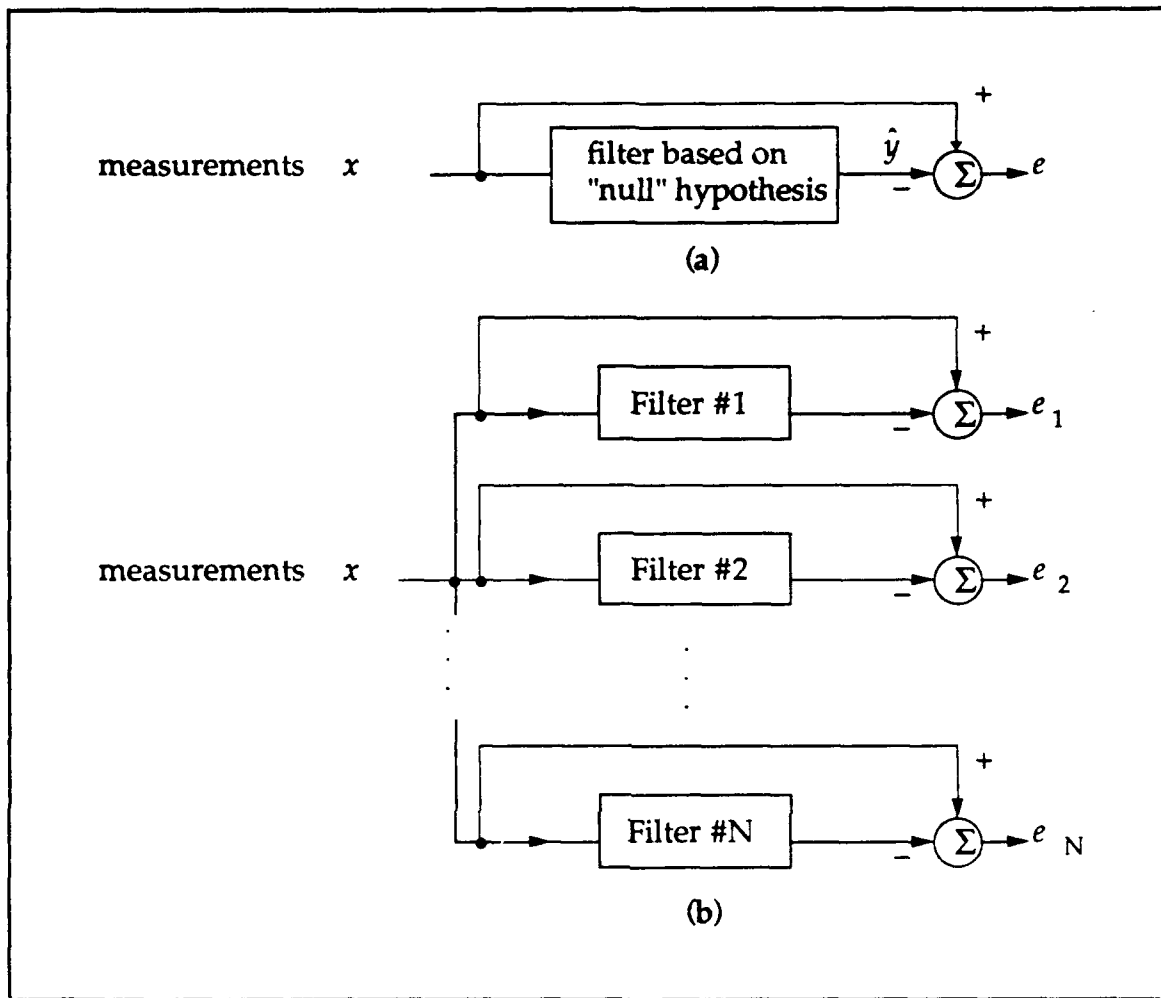 +
measurements x
filter based on
"null" hypothesis
ŷ
−
Σ
e
(a)
+
Filter #1
−
Σ
e 1
+
measurements x
Filter #2
−
Σ
e 2
+
Filter #N
−
Σ
e N
(b)